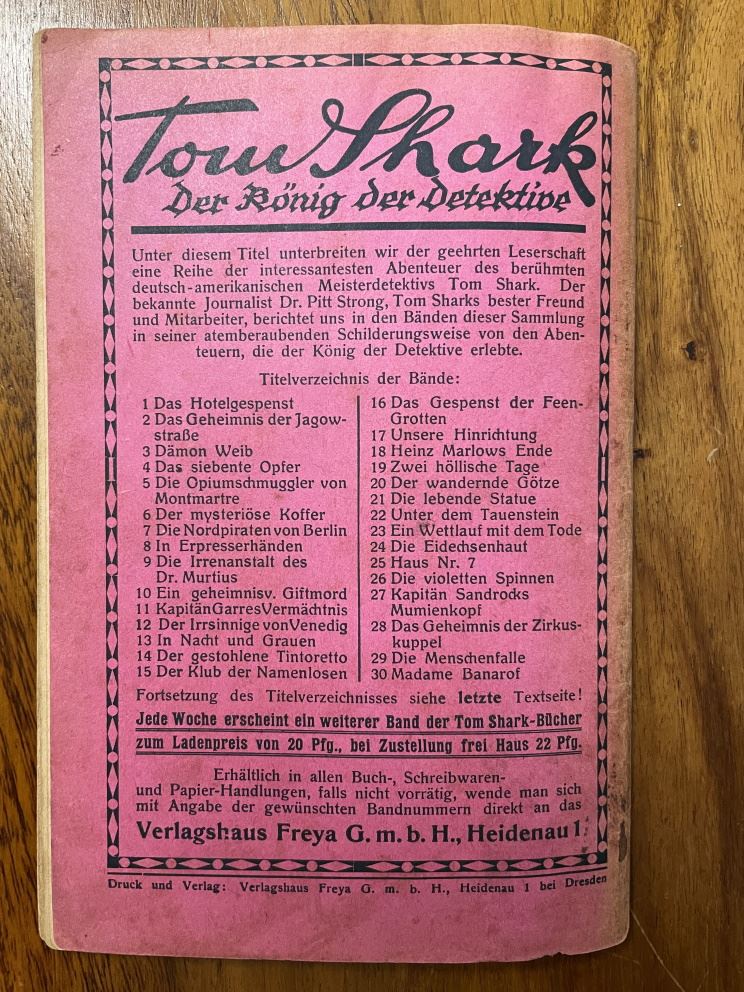 Tom Shark
Der König der Detektive
Unter diesem Titel unterbreiten wir der geehrten Leserschaft
eine Reihe der interessantesten Abenteuer des berühmten
deutsch-amerikanischen Meisterdetektivs Tom Shark. Der
bekannte Journalist Dr. Pitt Strong, Tom Sharks bester Freund
und Mitarbeiter, berichtet uns in den Bänden dieser Sammlung
in seiner atemberaubenden Schilderungsweise von den Aben-
teuern, die der König der Detektive erlebte.
Titelverzeichnis der Bände:
1 Das Hotelgespenst
2 Das Geheimnis der Jagow-
straße
3 Dämon Weib
4 Das siebente Opfer
5 Die Opiumschmuggler von
Montmartre
6 Der mysteriöse Koffer
7 Die Nordpiraten von Berlin
8 In Erpresserhänden
9 Die Irrenanstalt des
Dr. Murtius
10 Ein geheimnisv. Giftmord
11 Kapitän Garres Vermächtnis
12 Der Irrsinnige von Venedig
13 In Nacht und Grauen
14 Der gestohlene Tintoretto
15 Der Klub der Namenlosen
16 Das Gespenst der Feen-
Grotten
17 Unsere Hinrichtung
18 Heinz Marlows Ende
19 Zwei höllische Tage
20 Der wandernde Götze
21 Die lebende Statue
22 Unter dem Tauenstein
23 Ein Wettlauf mit dem Tode
24 Die Eidechsenhaut
25 Haus Nr. 7
26 Die violetten Spinnen
27 Kapitän Sandrocks
Mumienkopf
28 Das Geheimnis der Zirkus-
kuppel
29 Die Menschenfalle
30 Madame Banarof
Fortsetzung des Titelverzeichnisses siehe letzte Textseite!
Jede Woche erscheint ein weiterer Band der Tom Shark-Bücher
zum Ladenpreis von 20 Pfg., bei Zustellung frei Haus 22 Pfg.
Erhältlich in allen Buch-, Schreibwaren-
und Papier-Handlungen, falls nicht vorrätig, wende man sich
mit Angabe der gewünschten Bandnummern direkt an das
Verlagshaus Freya G. m. b. H., Heidenau 1.
Druck und Verlag: Verlagshaus Freya G. m. b. H., Heidenau 1 bei Dresden